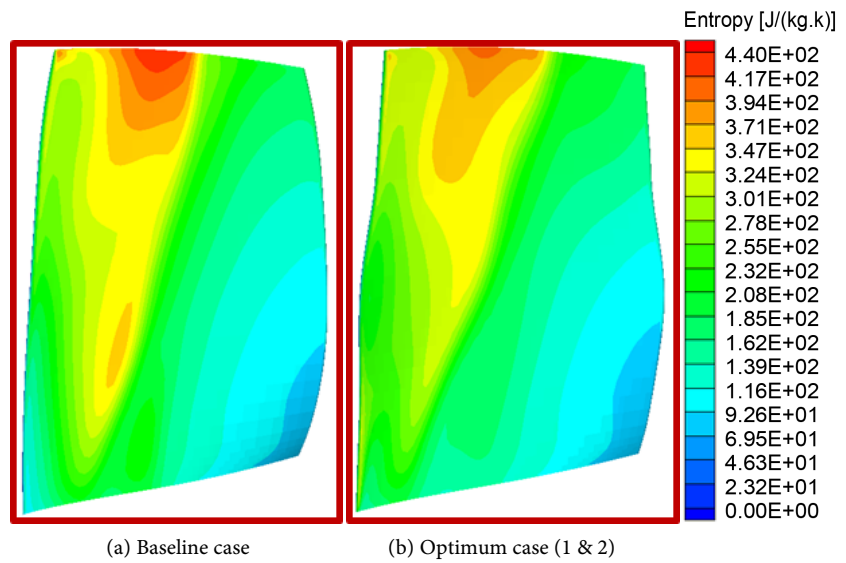 Entropy [J/(kg.k)]
4.40E+02
4.17E+02
3.94E+02
3.71E+02
3.47E+02
3.24E+02
3.01E+02
2.78E+02
2.55E+02
2.32E+02
2.08E+02
1.85E+02
1.62E+02
1.39E+02
1.16E+02
9.26E+01
6.95E+01
4.63E+01
2.32E+01
0.00E+00
(a) Baseline case
(b) Optimum case (1 & 2)